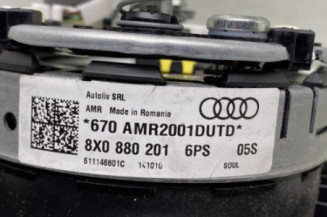 Autoliv SRL
AMR Made in Romania
*670 AMR2001DUTD*
8X0 880 201 6PS 05S
611146801C 141016 SOUL